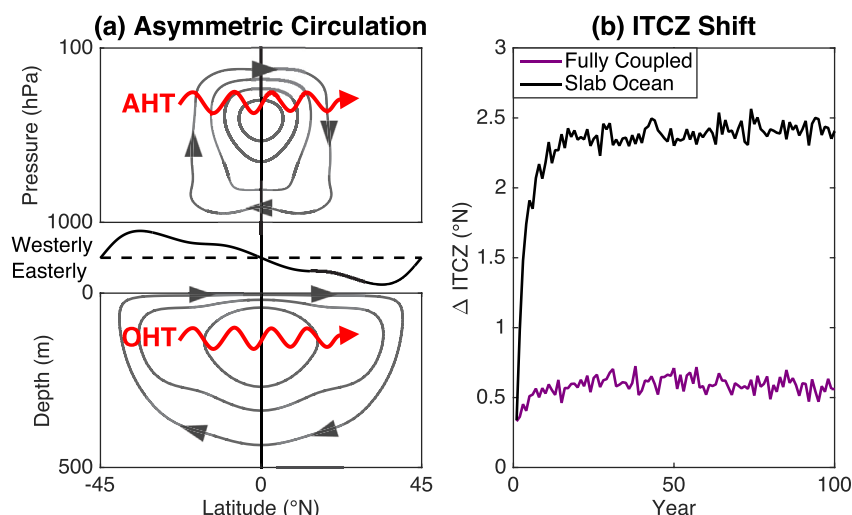 (a) Asymmetric Circulation
100
Pressure (hPa)
AHT
1000
Westerly
Easterly
0
Depth (m)
OHT
500
-45
0
45
Latitude (°N)
(b) ITCZ Shift
3
2.5
2
1.5
1
0.5
0
Δ ITCZ (°N)
Fully Coupled
Slab Ocean
0
50
100
Year